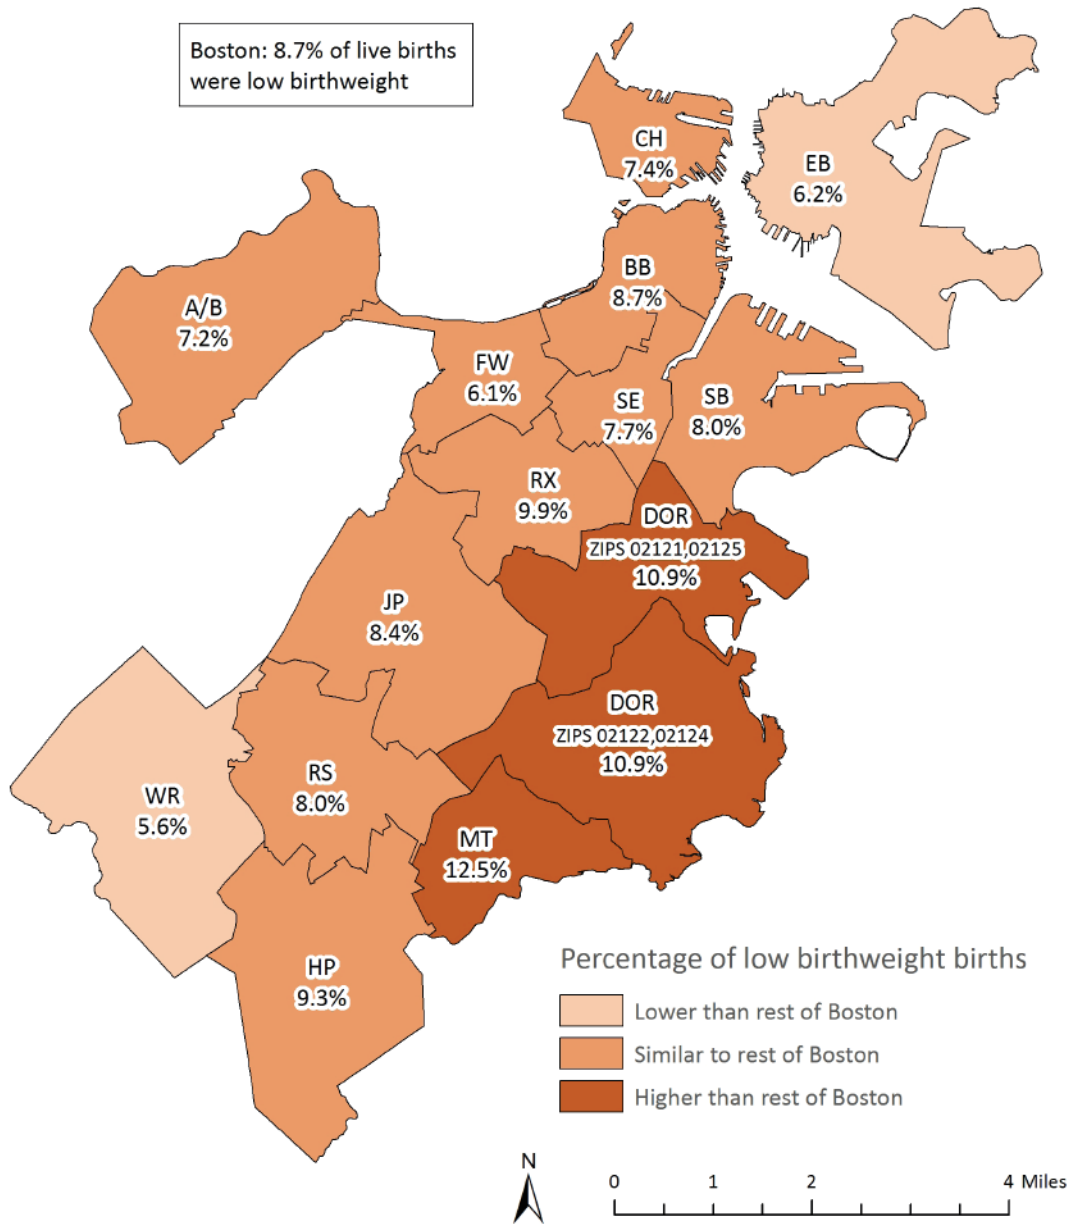 Boston: 8.7% of live births
were low birthweight
CH
7.4%
EB
6.2%
BB
8.7%
A/B
7.2%
FW
6.1%
SE
7.7%
SB
8.0%
RX
9.9%
DOR
ZIPS 02121,02125
10.9%
JP
8.4%
DOR
ZIPS 02122,02124
10.9%
RS
8.0%
WR
5.6%
MT
12.5%
HP
9.3%
Percentage of low birthweight births
Lower than rest of Boston
Similar to rest of Boston
Higher than rest of Boston
N
0 1 2 4 Miles